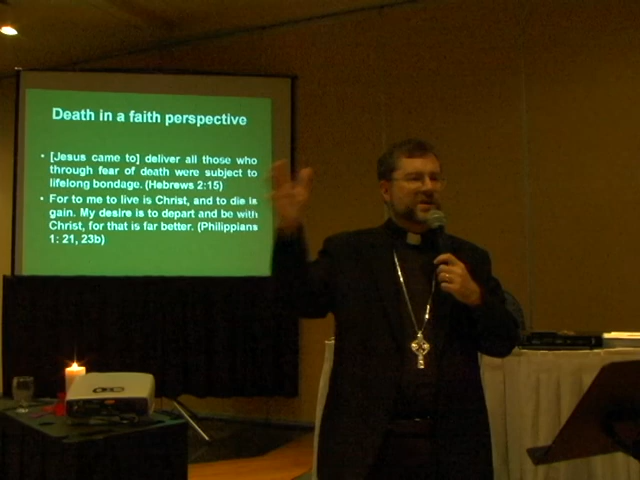 Death in a faith perspective
• [Jesus came to] deliver all those who
through fear of death were subject to
lifelong bondage. (Hebrews 2:15)
• For to me to live is Christ, and to die is
gain. My desire is to depart and be with
Christ, for that is far better. (Philippians
1: 21, 23b)